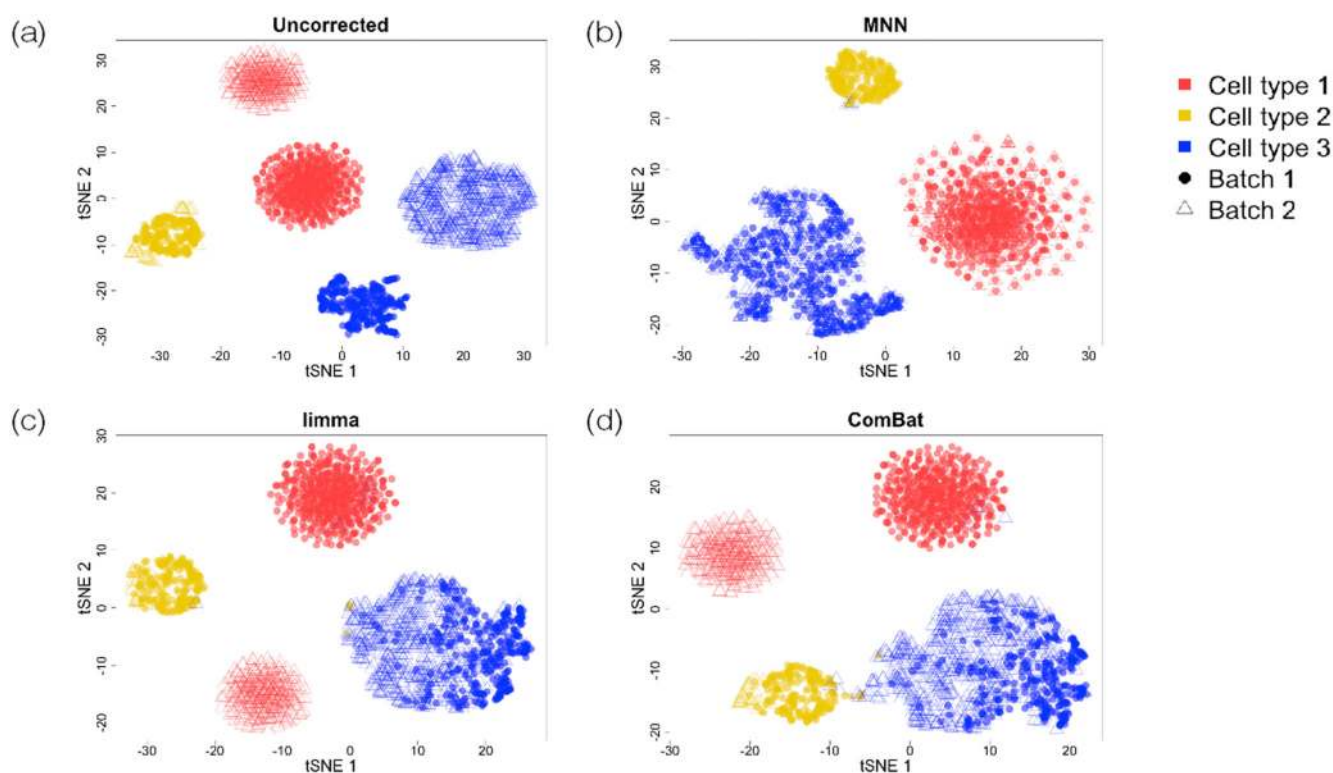 (a)
Uncorrected
tSNE 2
30
20
10
0
-10
-20
-30
-30 -20 -10 0 10 20 30
tSNE 1
(b)
MNN
tSNE 2
30
20
10
0
-10
-20
-30 -20 -10 0 10 20 30
tSNE 1
Cell type 1
Cell type 2
Cell type 3
Batch 1
Batch 2
(c)
limma
tSNE 2
30
20
10
0
-10
-20
-30 -20 -10 0 10 20
tSNE 1
(d)
ComBat
tSNE 2
20
10
0
-10
-20
-30 -20 -10 0 10 20
tSNE 1